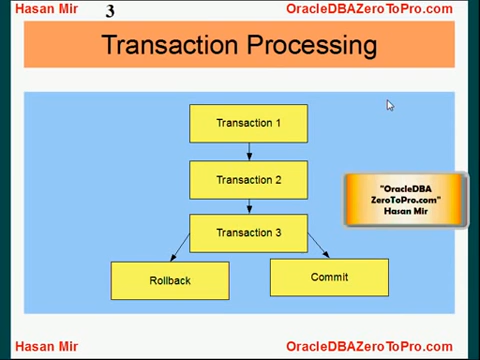 Hasan Mir 3 OracleDBAZeroToPro.com
Transaction Processing
Transaction 1
Transaction 2
"OracleDBA
ZeroToPro.com"
Hasan Mir
Transaction 3
Rollback
Commit
Hasan Mir OracleDBAZeroToPro.com